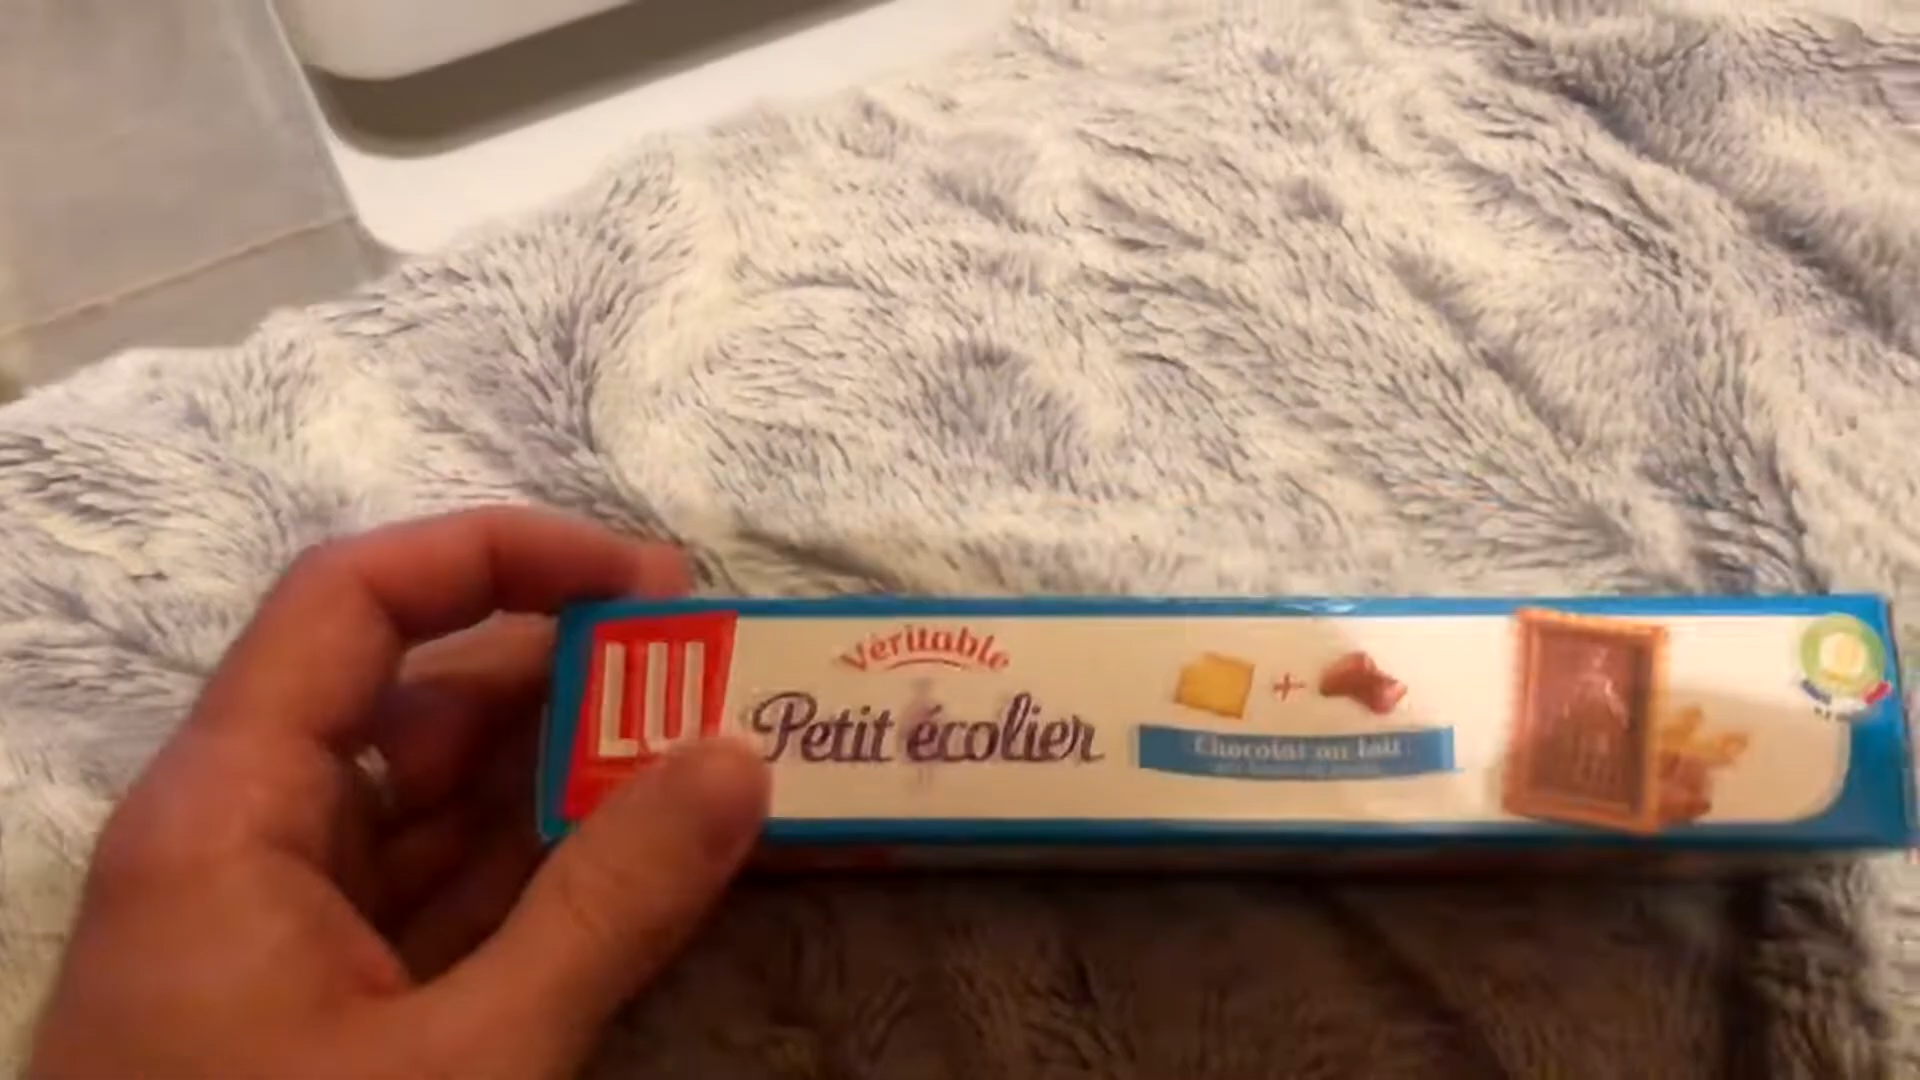 LU
Véritable
Petit écolier
Chocolat au lait